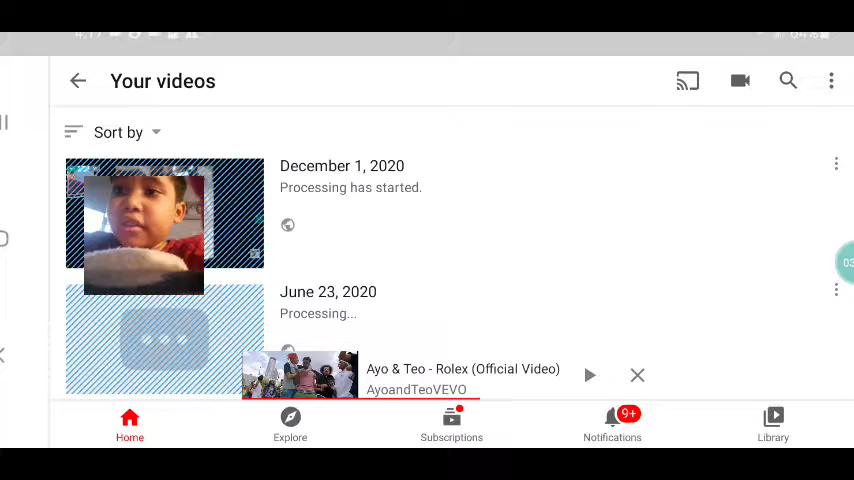 Your videos
Sort by
December 1, 2020
Processing has started.
June 23, 2020
Processing...
03
Ayo & Teo - Rolex (Official Video)
AyoandTeoVEVO
9+
Home
Explore
Subscriptions
Notifications
Library